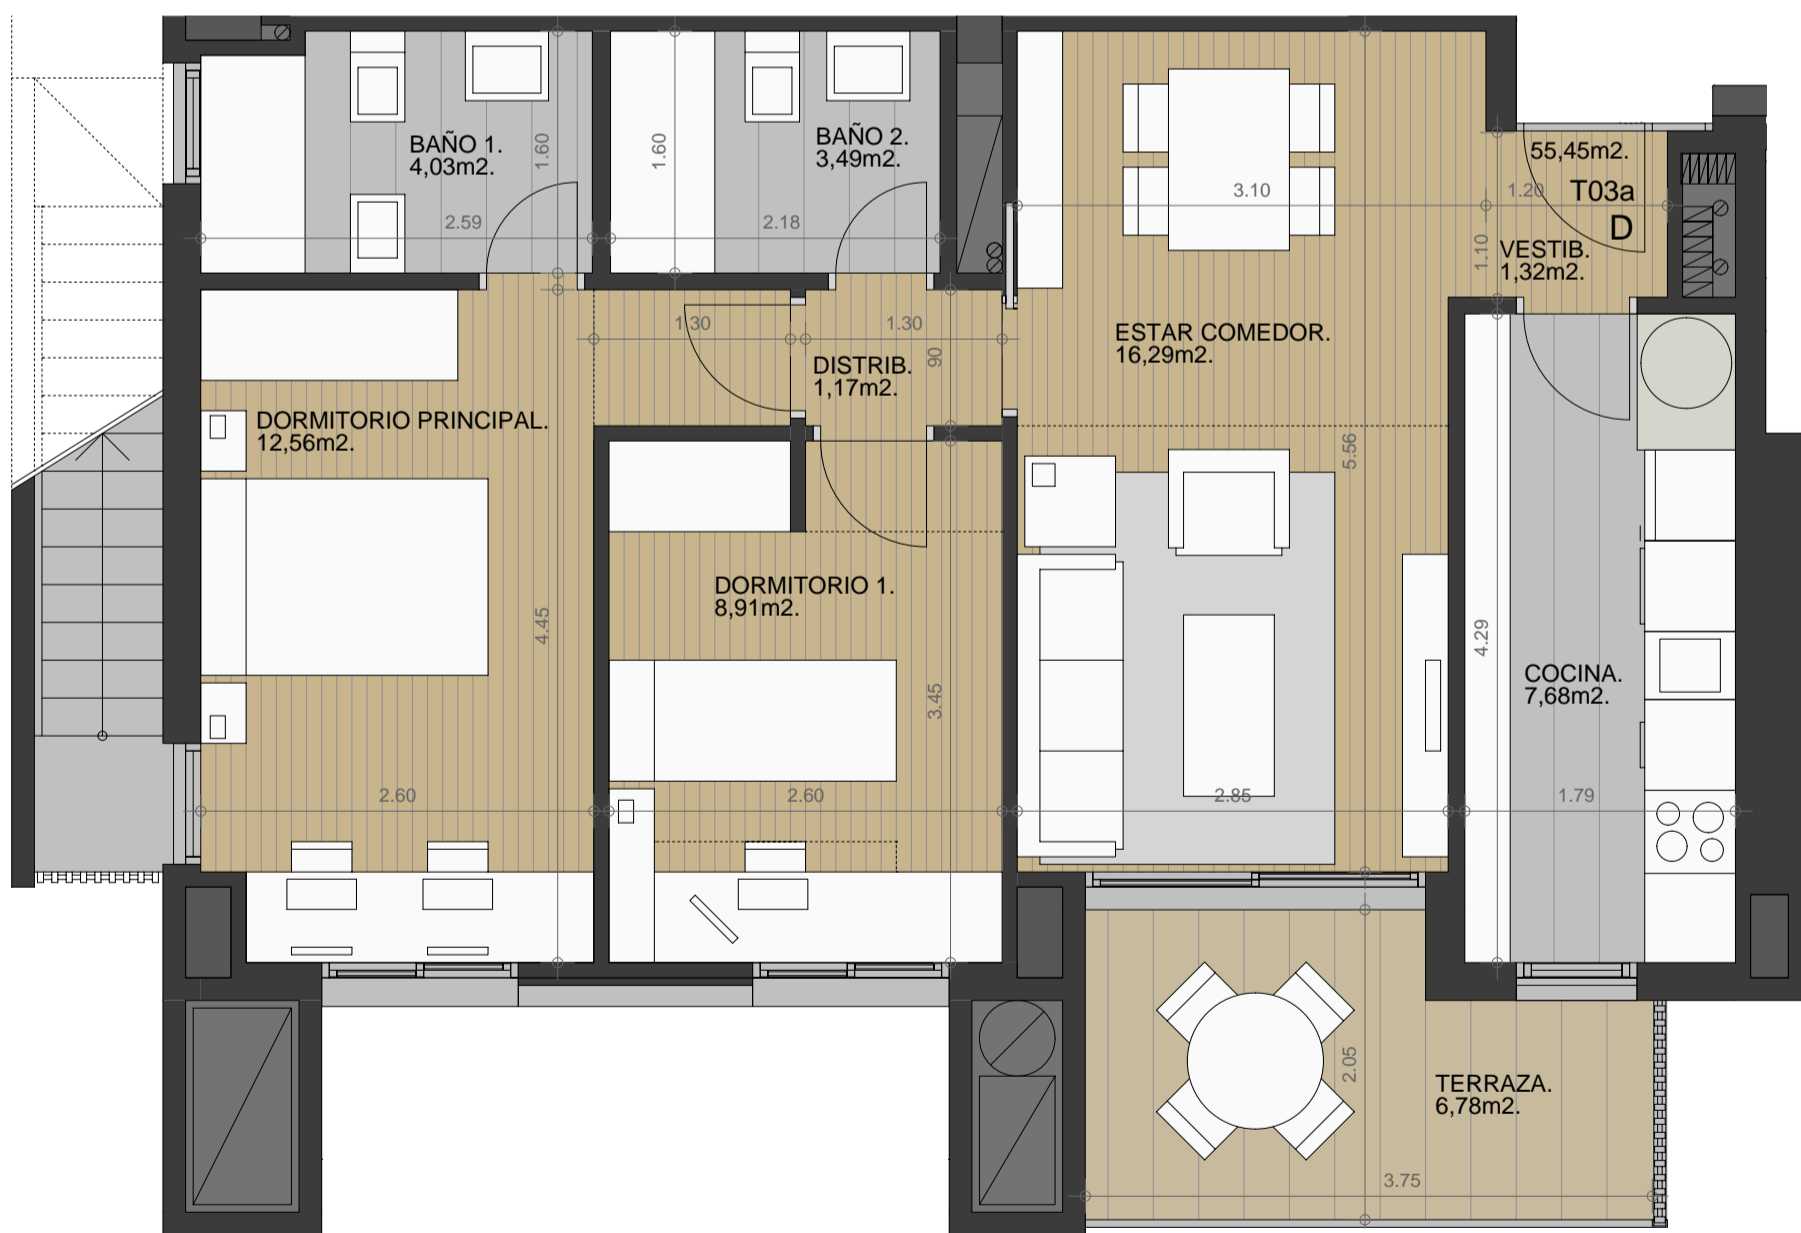 BAÑO 1.
4,03m2.
1.60
2.59
BAÑO 2.
3,49m2.
1.60
2.18
3.10
55,45m2.
1.20
T03a
D
1.10
VESTIB.
1,32m2.
1.30
1.30
90
DISTRIB.
1,17m2.
ESTAR COMEDOR.
16,29m2.
DORMITORIO PRINCIPAL.
12,56m2.
5.56
4.45
DORMITORIO 1.
8,91m2.
3.45
4.29
COCINA.
7,68m2.
2.60
2.60
2.85
1.79
2.05
TERRAZA.
6,78m2.
3.75